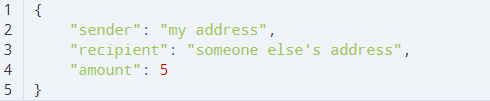 1 {
2     "sender": "my address",
3     "recipient": "someone else's address",
4     "amount": 5
5 }